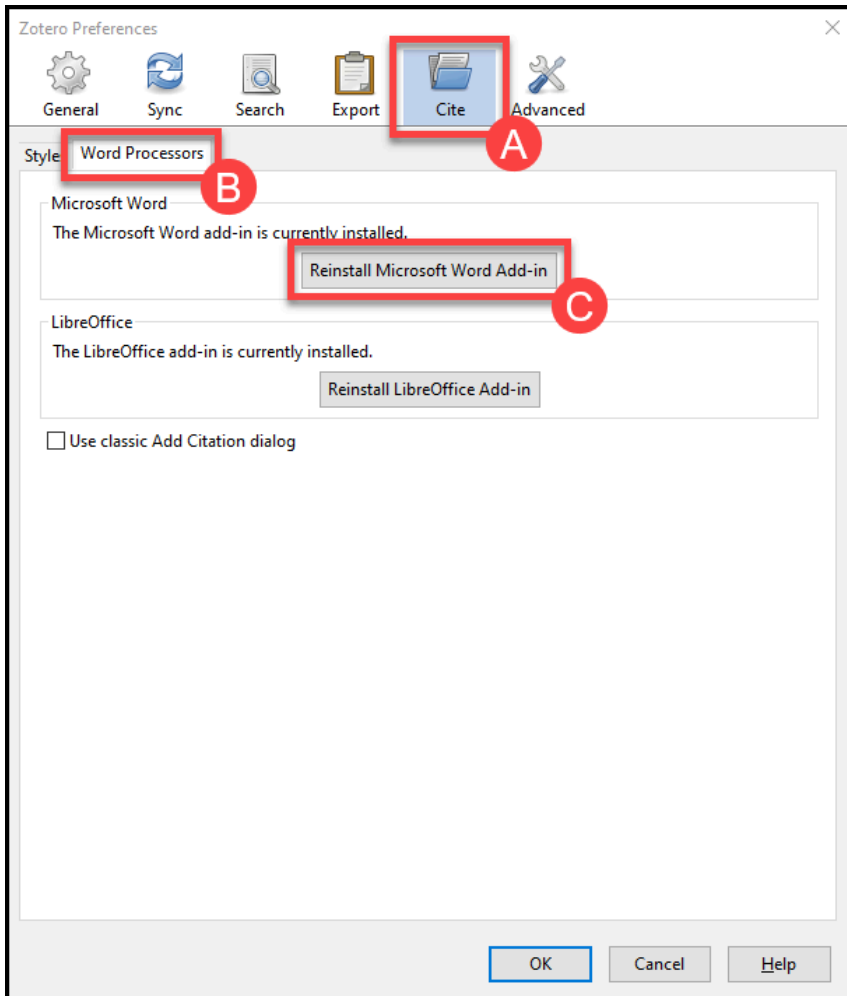 Zotero Preferences
General Sync Search Export Cite Advanced
A
Style Word Processors
B
Microsoft Word
The Microsoft Word add-in is currently installed.
Reinstall Microsoft Word Add-in
C
LibreOffice
The LibreOffice add-in is currently installed.
Reinstall LibreOffice Add-in
Use classic Add Citation dialog
OK Cancel Help